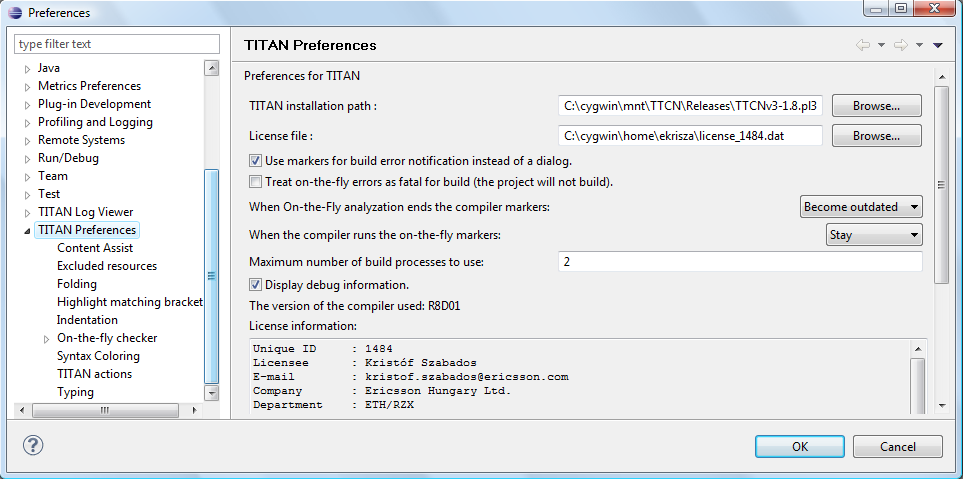 Preferences
type filter text
Java
Metrics Preferences
Plug-in Development
Profiling and Logging
Remote Systems
Run/Debug
Team
Test
TITAN Log Viewer
TITAN Preferences
Content Assist
Excluded resources
Folding
Highlight matching bracket
Indentation
On-the-fly checker
Syntax Coloring
TITAN actions
Typing
TITAN Preferences
Preferences for TITAN
TITAN installation path : C:\cygwin\mnt\TTCN\Releases\TTCNv3-1.8.pl3 Browse...
License file : C:\cygwin\home\ekrisza\license_1484.dat Browse...
Use markers for build error notification instead of a dialog.
Treat on-the-fly errors as fatal for build (the project will not build).
When On-the-Fly analyzation ends the compiler markers: Become outdated
When the compiler runs the on-the-fly markers: Stay
Maximum number of build processes to use: 2
Display debug information.
The version of the compiler used: R8D01
License information:
Unique ID : 1484
Licensee : Kristóf Szabados
E-mail : kristof.szabados@ericsson.com
Company : Ericsson Hungary Ltd.
Department : ETH/RZX
? OK Cancel